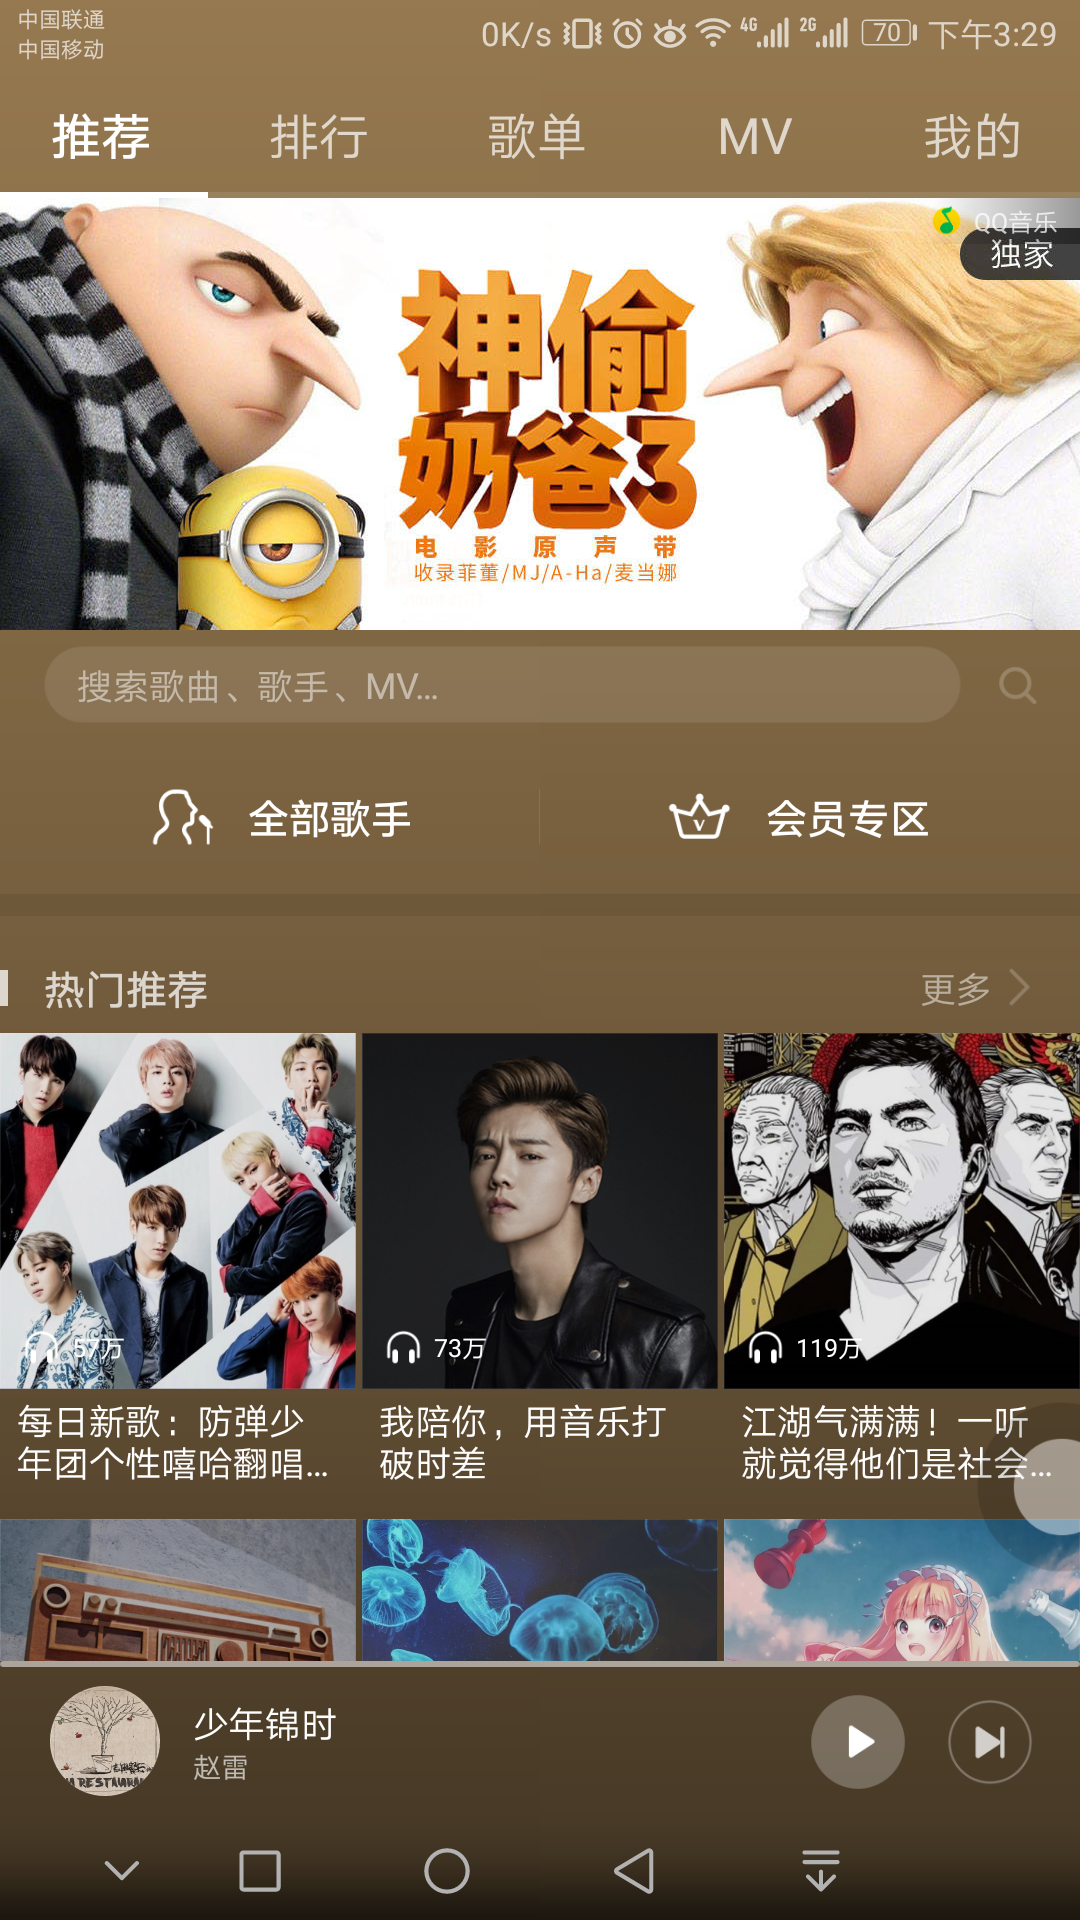 中国联通
中国移动
0K/s 4G 2G 70 下午3:29
推荐 排行 歌单 MV 我的
QQ音乐
独家
神偷
奶爸3
电影原声带
收录菲董/MJ/A-Ha/麦当娜
搜索歌曲、歌手、MV...
全部歌手 V 会员专区
热门推荐 更多
57万 73万 119万
每日新歌：防弹少
年团个性嘻哈翻唱...
我陪你，用音乐打
破时差
江湖气满满！一听
就觉得他们是社会...
少年锦时
赵雷